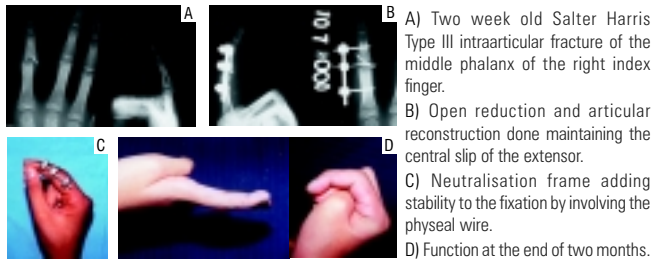 A
B
C
D
A) Two week old Salter Harris
Type III intraarticular fracture of the
middle phalanx of the right index
finger.
B) Open reduction and articular
reconstruction done maintaining the
central slip of the extensor.
C) Neutralisation frame adding
stability to the fixation by involving the
physeal wire.
D) Function at the end of two months.